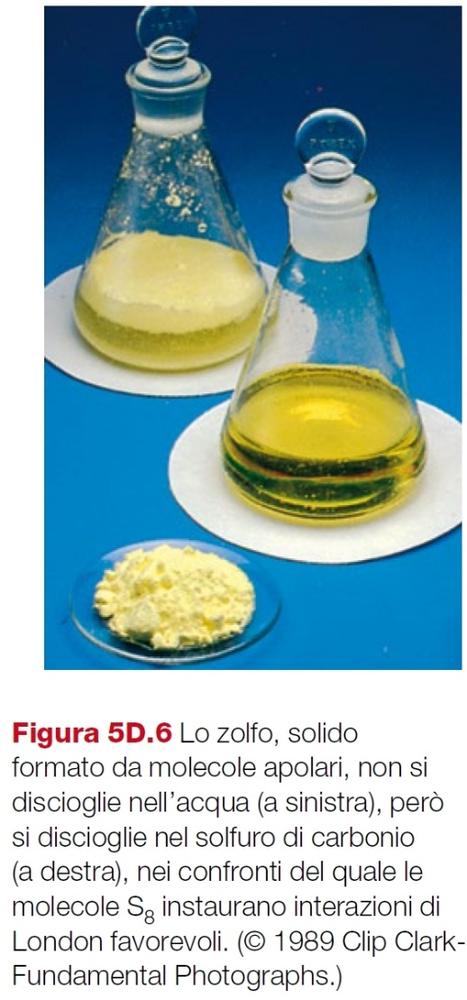 PYREX
Figura 5D.6 Lo zolfo, solido
formato da molecole apolari, non si
discioglie nell'acqua (a sinistra), però
si discioglie nel solfuro di carbonio
(a destra), nei confronti del quale le
molecole S₈ instaurano interazioni di
London favorevoli. (© 1989 Clip Clark-
Fundamental Photographs.)